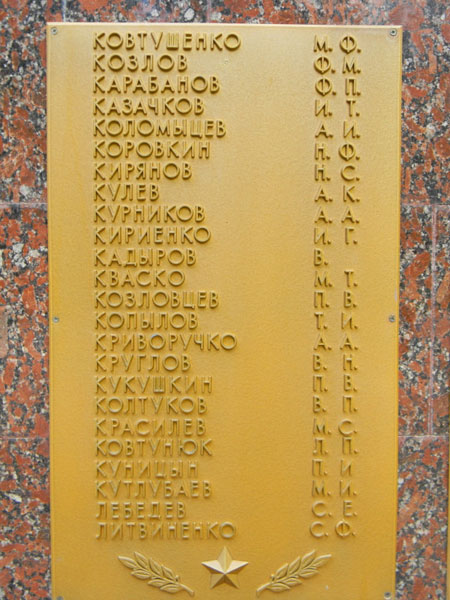 КОВТУШЕНКО М. Ф.
КОЗЛОВ Ф. М.
КАРАБАНОВ Ф. П.
КАЗАЧКОВ И. Т.
КОЛОМЫЦЕВ А. И.
КОРОВКИН Н. Ф.
КИРЯНОВ Н. С.
КУЛЕВ А. К.
КУРНИКОВ А. А.
КИРИЕНКО И. Г.
КАДЫРОВ В.
КВАСКО М. Т.
КОЗЛОВЦЕВ П. В.
КОПЫЛОВ Т. И.
КРИВОРУЧКО А. А.
КРУГЛОВ В. Н.
КУКУШКИН П. В.
КОЛТУКОВ В. П.
КРАСИЛЕВ М. С.
КОВТУНЮК Л. П.
КУНИЦЫН П. И
КУТЛУБАЕВ М. И.
ЛЕБЕДЕВ С. Е.
ЛИТВИНЕНКО С. Ф.